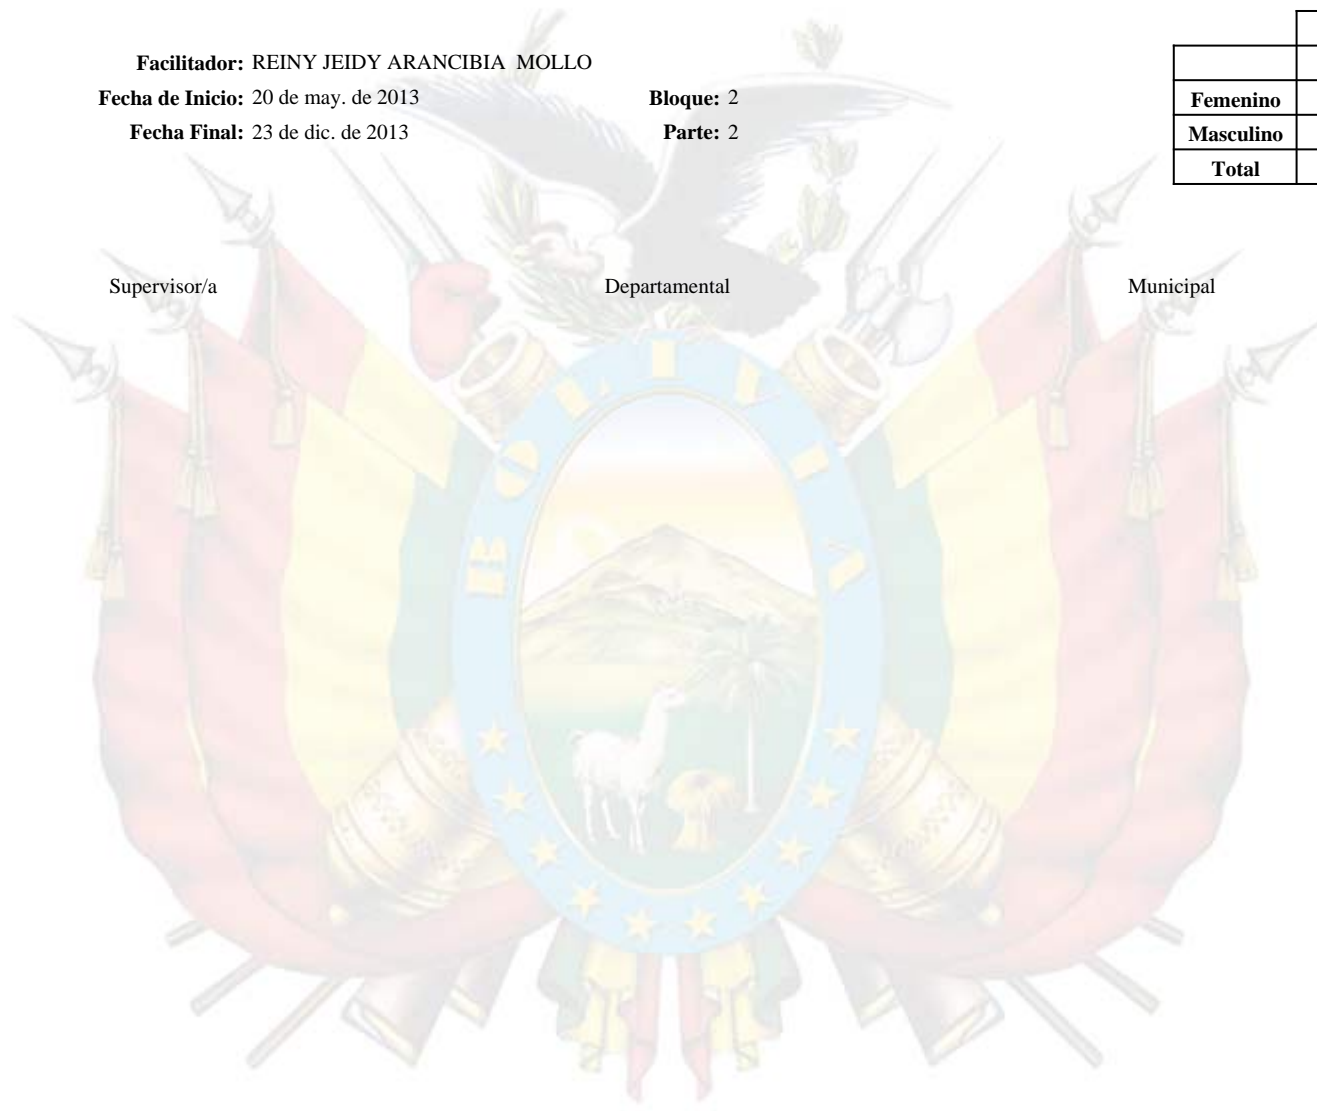 Facilitador: REINY JEIDY ARANCIBIA MOLLO
Fecha de Inicio: 20 de may. de 2013 Bloque: 2
Fecha Final: 23 de dic. de 2013 Parte: 2
Femenino
Masculino
Total
Supervisor/a Departamental Municipal
BOLIVIA